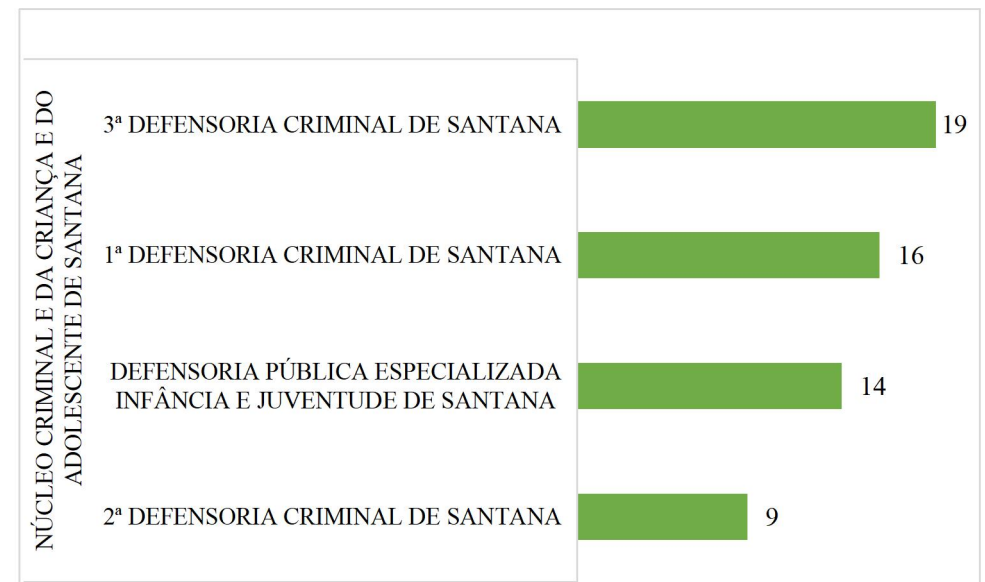 NÚCLEO CRIMINAL E DA CRIANÇA E DO
ADOLESCENTE DE SANTANA
3ª DEFENSORIA CRIMINAL DE SANTANA
19
1ª DEFENSORIA CRIMINAL DE SANTANA
16
DEFENSORIA PÚBLICA ESPECIALIZADA
INFÂNCIA E JUVENTUDE DE SANTANA
14
2ª DEFENSORIA CRIMINAL DE SANTANA
9